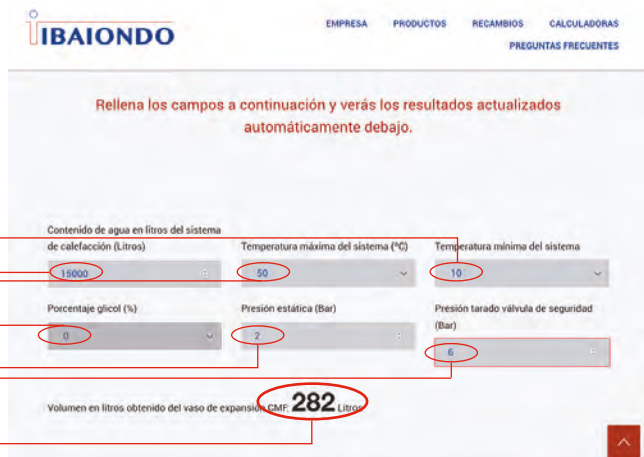 IBAIONDO
EMPRESA PRODUCTOS RECAMBIOS CALCULADORAS
PREGUNTAS FRECUENTES
Rellena los campos a continuación y verás los resultados actualizados
automáticamente debajo.
Contenido de agua en litros del sistema
de calefacción (Litros)
15000
Temperatura máxima del sistema (ºC)
50
Temperatura mínima del sistema
10
Porcentaje glicol (%)
0
Presión estática (Bar)
2
Presión tarado válvula de seguridad
(Bar)
6
Volumen en litros obtenido del vaso de expansión CMF: 282 Litros